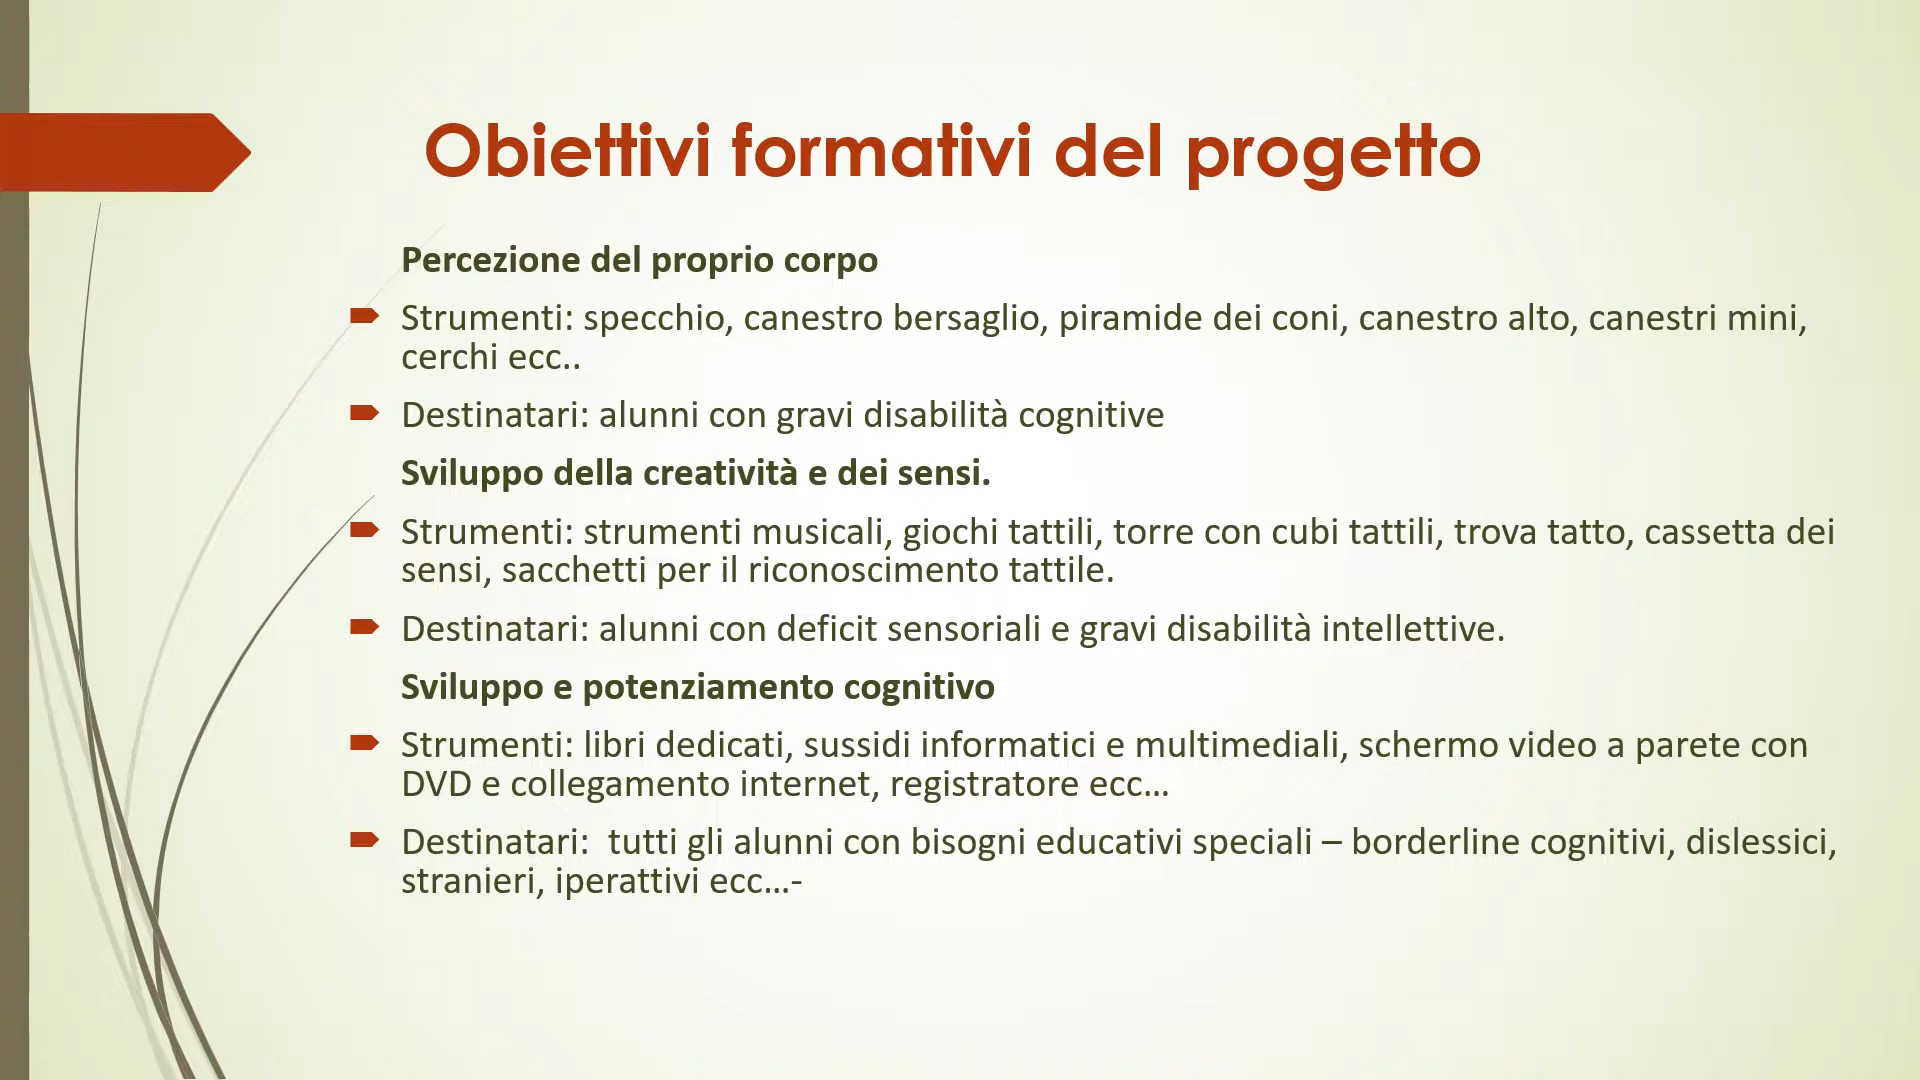 Obiettivi formativi del progetto
Percezione del proprio corpo
Strumenti: specchio, canestro bersaglio, piramide dei coni, canestro alto, canestri mini,
cerchi ecc..
Destinatari: alunni con gravi disabilità cognitive
Sviluppo della creatività e dei sensi.
Strumenti: strumenti musicali, giochi tattili, torre con cubi tattili, trova tatto, cassetta dei
sensi, sacchetti per il riconoscimento tattile.
Destinatari: alunni con deficit sensoriali e gravi disabilità intellettive.
Sviluppo e potenziamento cognitivo
Strumenti: libri dedicati, sussidi informatici e multimediali, schermo video a parete con
DVD e collegamento internet, registratore ecc…
Destinatari:  tutti gli alunni con bisogni educativi speciali – borderline cognitivi, dislessici,
stranieri, iperattivi ecc…-